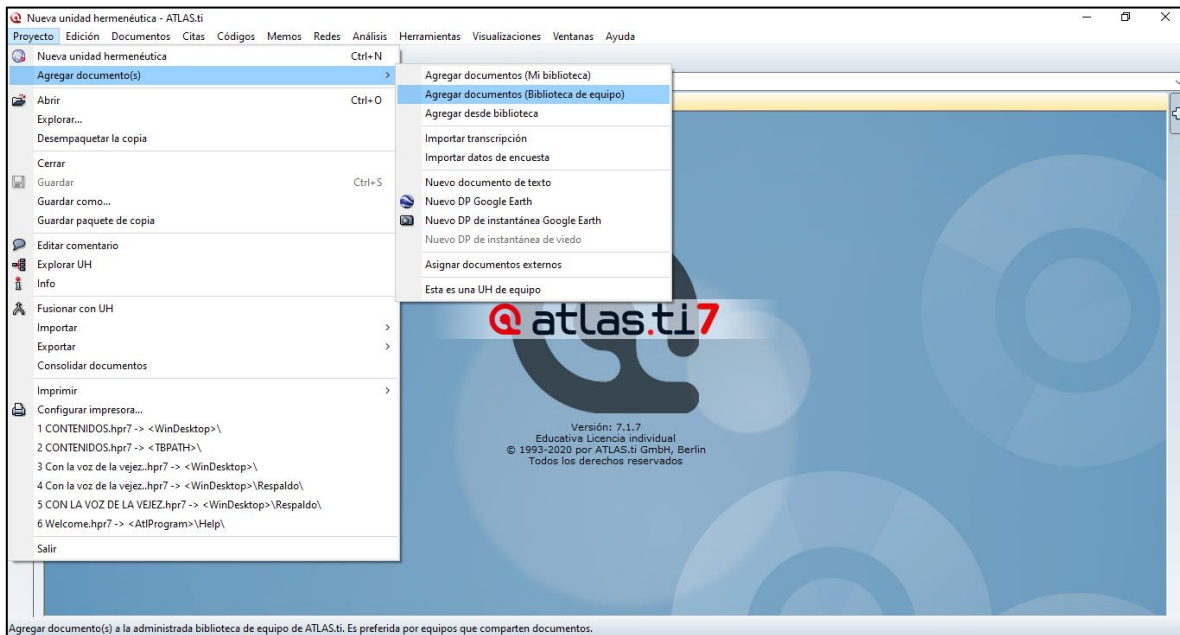 Nueva unidad hermenéutica - ATLAS.ti
Proyecto Edición Documentos Citas Códigos Memos Redes Análisis Herramientas Visualizaciones Ventanas Ayuda
Nueva unidad hermenéutica Ctrl+N
Agregar documento(s)
Abrir Ctrl+O
Explorar...
Desempaquetar la copia
Cerrar
Guardar Ctrl+S
Guardar como...
Guardar paquete de copia
Editar comentario
Explorar UH
Info
Fusionar con UH
Importar
Exportar
Consolidar documentos
Imprimir
Configurar impresora...
1 CONTENIDOS.hpr7 -> <WinDesktop>\
2 CONTENIDOS.hpr7 -> <TBPATH>\
3 Con la voz de la vejez..hpr7 -> <WinDesktop>\
4 Con la voz de la vejez..hpr7 -> <WinDesktop>\Respaldo\
5 CON LA VOZ DE LA VEJEZ.hpr7 -> <WinDesktop>\Respaldo\
6 Welcome.hpr7 -> <AtlProgram>\Help\
Salir
Agregar documentos (Mi biblioteca)
Agregar documentos (Biblioteca de equipo)
Agregar desde biblioteca
Importar transcripción
Importar datos de encuesta
Nuevo documento de texto
Nuevo DP Google Earth
Nuevo DP de instantánea Google Earth
Nuevo DP de instantánea de viedo
Asignar documentos externos
Esta es una UH de equipo
atlas.ti7
Versión: 7.1.7
Educativa Licencia individual
© 1993-2020 por ATLAS.ti GmbH, Berlin
Todos los derechos reservados
Agregar documento(s) a la administrada biblioteca de equipo de ATLAS.ti. Es preferida por equipos que comparten documentos.